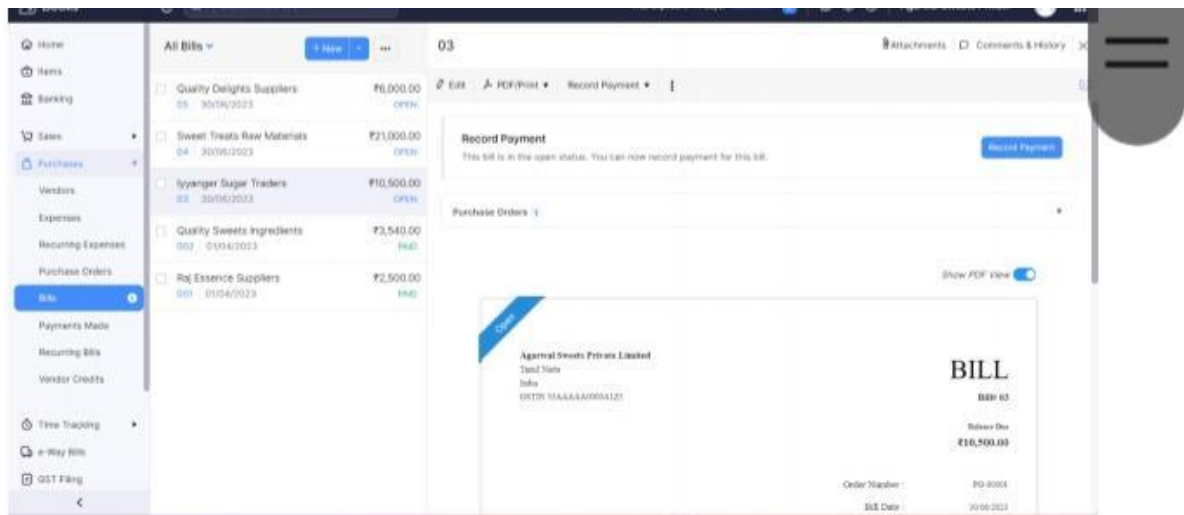 Books
Home
Items
Banking
Sales
Purchases
Vendors
Expenses
Recurring Expenses
Purchase Orders
Bills
Payments Made
Recurring Bills
Vendor Credits
Time Tracking
e-Way Bills
GST Filing
All Bills
+ New
Quality Delights Suppliers ₹6,000.00
05 30/06/2023 OPEN
Sweet Treats Raw Materials ₹21,000.00
04 30/06/2023 OPEN
Iyyanger Sugar Traders ₹10,500.00
03 30/06/2023 OPEN
Quality Sweets Ingredients ₹3,540.00
002 01/04/2023 PAID
Raj Essence Suppliers ₹2,500.00
001 01/04/2023 PAID
03
Attachments Comments & History
Edit PDF/Print Record Payment
Record Payment
This bill is in the open status. You can now record payment for this bill.
Record Payment
Purchase Orders 1
Show PDF View
Open
Agarwal Sweets Private Limited
Tamil Nadu
India
GSTIN
BILL
Bill# 03
Balance Due
₹10,500.00
Order Number : PO-00001
Bill Date : 30/06/2023